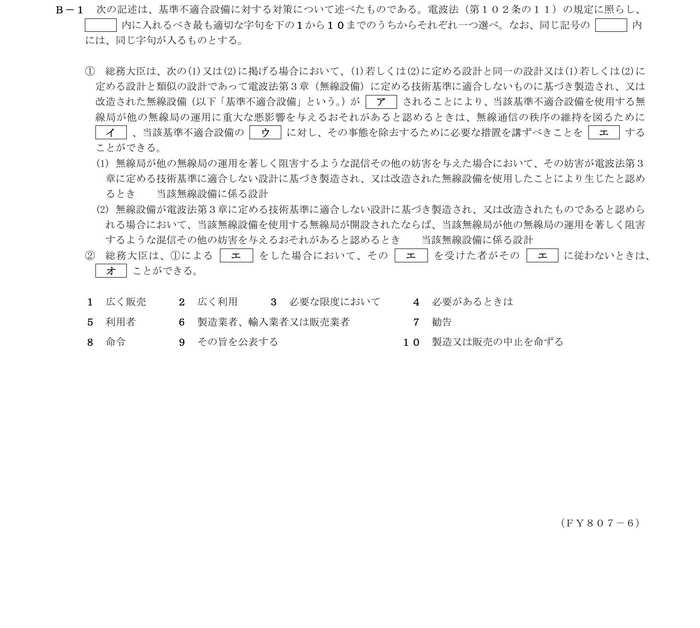 Ｂ－１　次の記述は、基準不適合設備に対する対策について述べたものである。電波法（第１０２条の１１）の規定に照らし、
内に入れるべき最も適切な字句を下の１から１０までのうちからそれぞれ一つ選べ。なお、同じ記号の　　　内
には、同じ字句が入るものとする。
①　総務大臣は、次の(1)又は(2)に掲げる場合において、(1)若しくは(2)に定める設計と同一の設計又は(1)若しくは(2)に
定める設計と類似の設計であって電波法第３章（無線設備）に定める技術基準に適合しないものに基づき製造され、又は
改造された無線設備（以下「基準不適合設備」という。）が　ア　されることにより、当該基準不適合設備を使用する無
線局が他の無線局の運用に重大な悪影響を与えるおそれがあると認めるときは、無線通信の秩序の維持を図るために
イ　、当該基準不適合設備の　ウ　に対し、その事態を除去するために必要な措置を講ずべきことを　エ　する
ことができる。
(1) 無線局が他の無線局の運用を著しく阻害するような混信その他の妨害を与えた場合において、その妨害が電波法第３
章に定める技術基準に適合しない設計に基づき製造され、又は改造された無線設備を使用したことにより生じたと認め
るとき　　当該無線設備に係る設計
(2) 無線設備が電波法第３章に定める技術基準に適合しない設計に基づき製造され、又は改造されたものであると認めら
れる場合において、当該無線設備を使用する無線局が開設されたならば、当該無線局が他の無線局の運用を著しく阻害
するような混信その他の妨害を与えるおそれがあると認めるとき　　当該無線設備に係る設計
②　総務大臣は、①による　エ　をした場合において、その　エ　を受けた者がその　エ　に従わないときは、
オ　ことができる。
１　広く販売　　２　広く利用　　３　必要な限度において　　４　必要があるときは
５　利用者　　６　製造業者、輸入業者又は販売業者　　７　勧告
８　命令　　９　その旨を公表する　　１０　製造又は販売の中止を命ずる
（ＦＹ８０７－６）